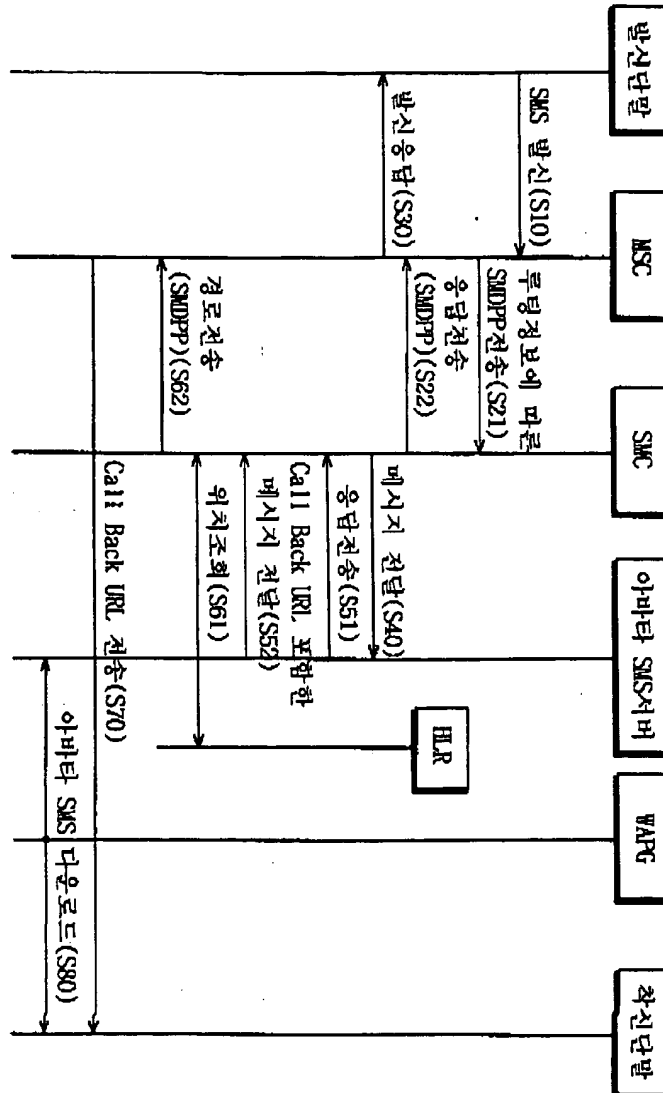 발신단말
MSC
SMC
아바타 SMS서버
WAPG
착신단말
HLR
SMS 발신(S10)
루팅정보에 따른
SMDPP전송(S21)
응답전송
(SMDPP)(S22)
발신응답(S30)
메시지 전달(S40)
응답전송(S51)
Call Back URL 포함한
메시지 전달(S52)
위치조회(S61)
경로전송
(SMDPP)(S62)
Call Back URL 전송(S70)
아바타 SMS 다운로드(S80)